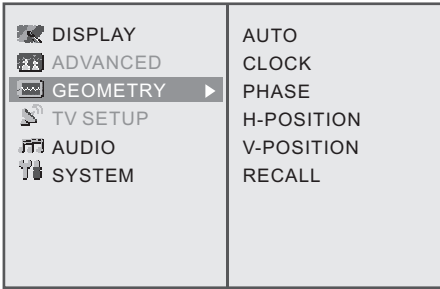 DISPLAY
ADVANCED
GEOMETRY
TV SETUP
AUDIO
SYSTEM
AUTO
CLOCK
PHASE
H-POSITION
V-POSITION
RECALL